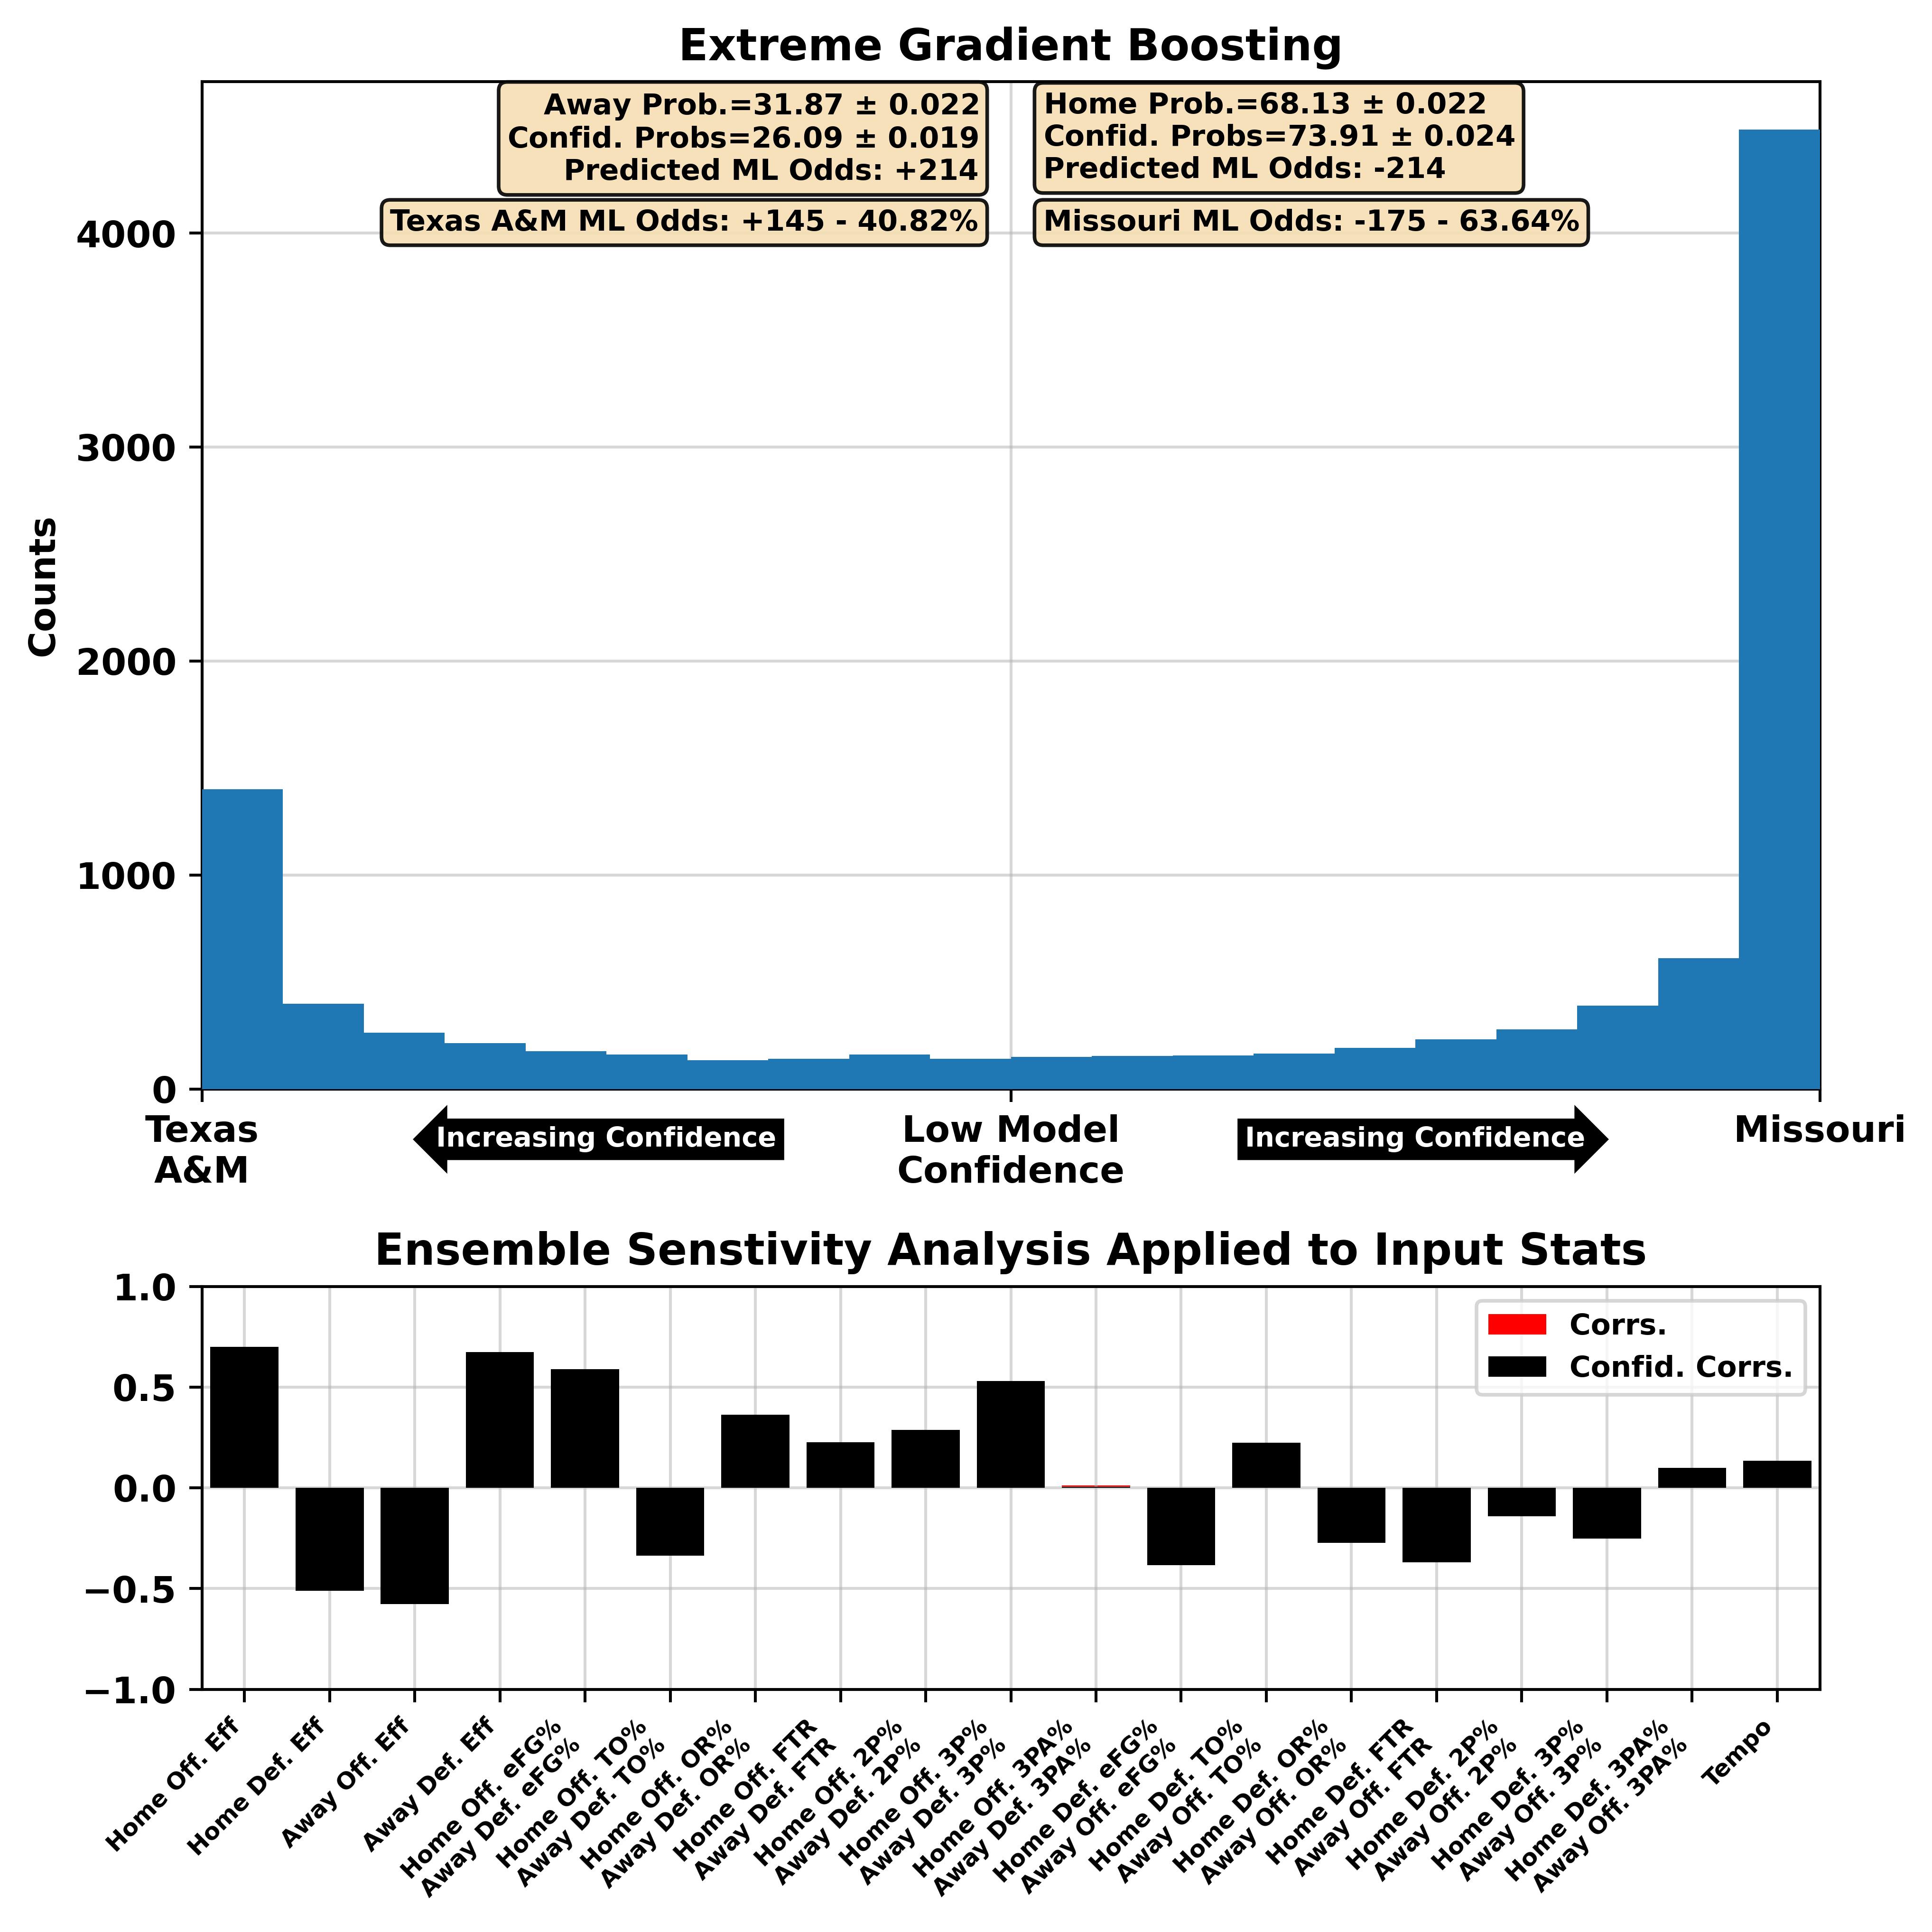 Extreme Gradient Boosting
Away Prob.=31.87 ± 0.022
Confid. Probs=26.09 ± 0.019
Predicted ML Odds: +214
Home Prob.=68.13 ± 0.022
Confid. Probs=73.91 ± 0.024
Predicted ML Odds: -214
Texas A&M ML Odds: +145 - 40.82%
Missouri ML Odds: -175 - 63.64%
Counts
4000
3000
2000
1000
0
Texas
A&M
Increasing Confidence
Low Model
Confidence
Increasing Confidence
Missouri
Ensemble Senstivity Analysis Applied to Input Stats
Corrs.
Confid. Corrs.
1.0
0.5
0.0
−0.5
−1.0
Home Off. Eff
Home Def. Eff
Away Off. Eff
Away Def. Eff
Home Off. eFG%
Away Def. eFG%
Home Off. TO%
Away Def. TO%
Home Off. OR%
Away Def. OR%
Home Off. FTR
Away Def. FTR
Home Off. 2P%
Away Def. 2P%
Home Off. 3P%
Away Def. 3P%
Home Off. 3PA%
Away Def. 3PA%
Home Def. eFG%
Away Off. eFG%
Home Def. TO%
Away Off. TO%
Home Def. OR%
Away Off. OR%
Home Def. FTR
Away Off. FTR
Home Def. 2P%
Away Off. 2P%
Home Def. 3P%
Away Off. 3P%
Home Def. 3PA%
Away Off. 3PA%
Tempo